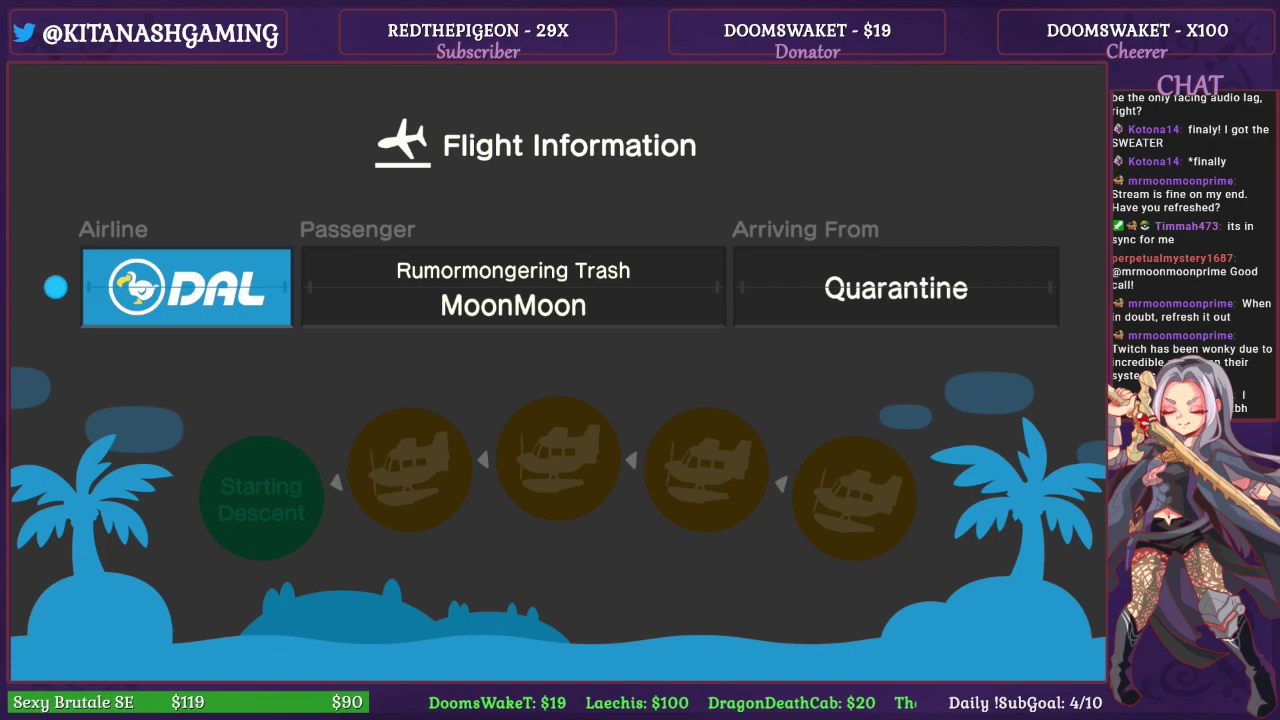 @KITANASHGAMING
REDTHEPIGEON - 29X
Subscriber
DOOMSWAKET - $19
Donator
DOOMSWAKET - X100
Cheerer
Flight Information
Airline
Passenger
Arriving From
DAL
Rumormongering Trash
MoonMoon
Quarantine
Starting
Descent
CHAT
be the only facing audio lag,
right?
Kotona14: finaly! I got the
SWEATER
Kotona14: *finally
mrmoonmoonprime:
Stream is fine on my end.
Have you refreshed?
Timmah473: its in
sync for me
perpetualmystery1687:
@mrmoonmoonprime Good
call!
mrmoonmoonprime: When
in doubt, refresh it out
mrmoonmoonprime:
Twitch has been wonky due to
incredible their
: I
Sexy Brutale SE $119 $90
DoomsWakeT: $19 Laechis: $100 DragonDeathCab: $20
Daily !SubGoal: 4/10